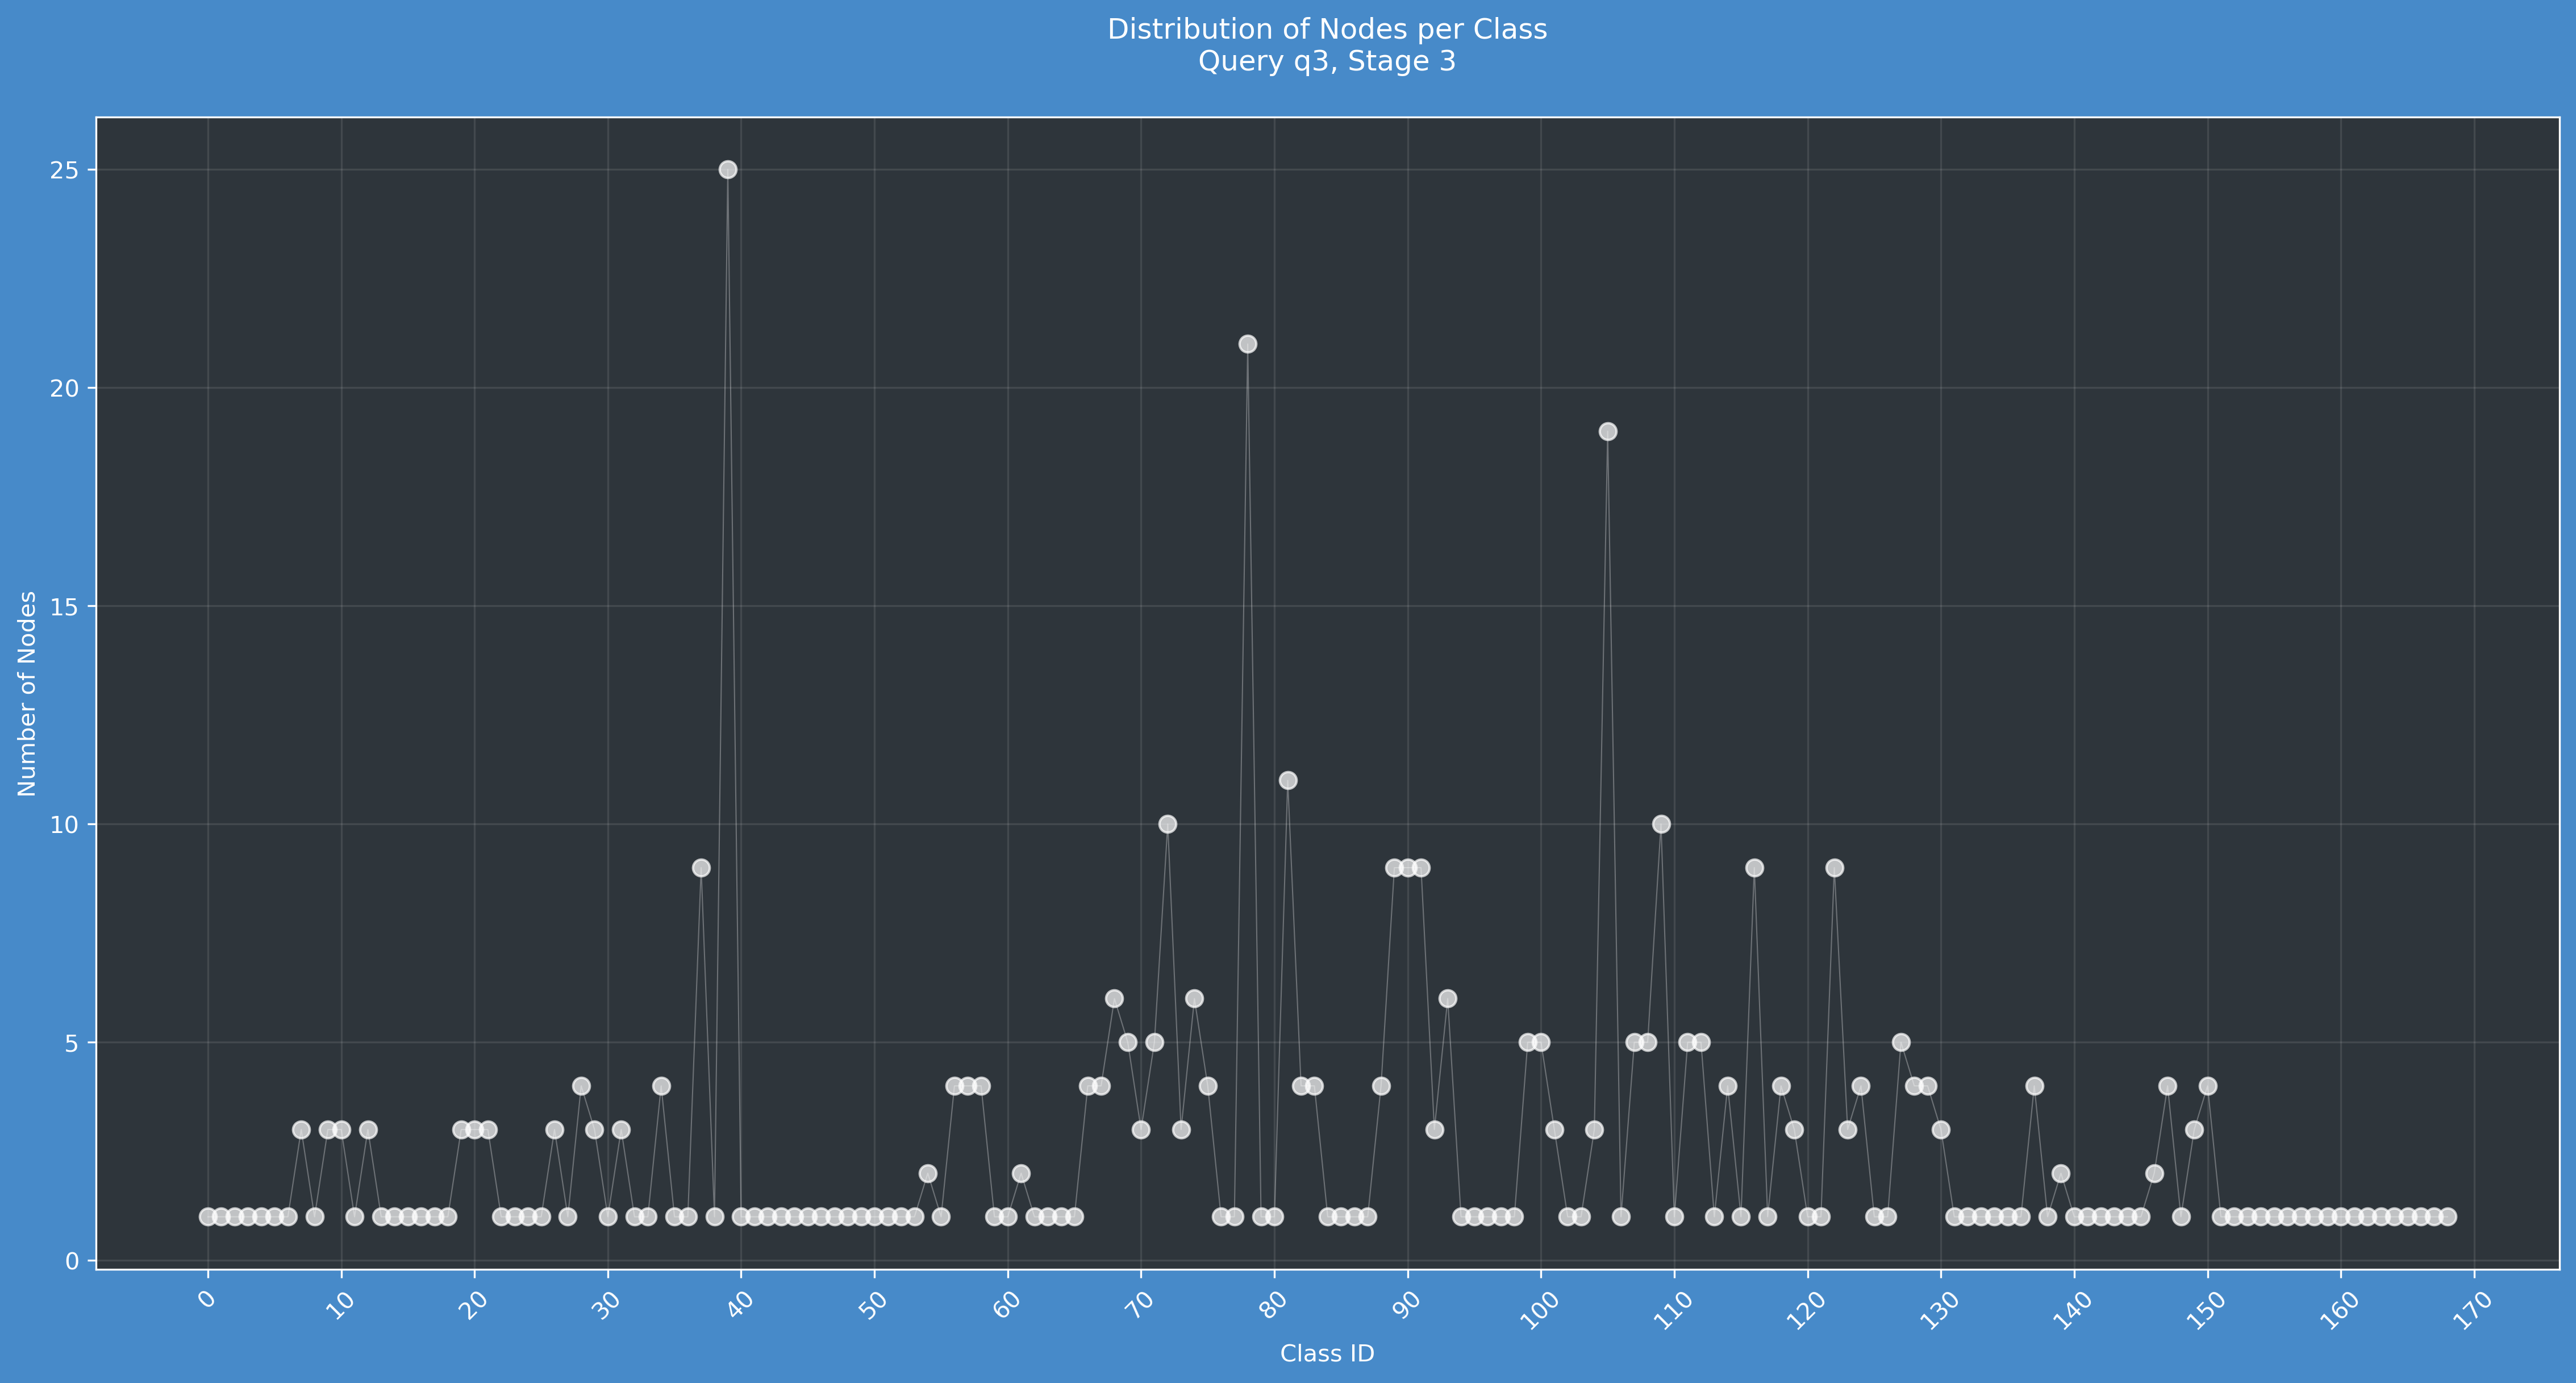 Distribution of Nodes per Class
Query q3, Stage 3
Number of Nodes
25
20
15
10
5
0
0 10 20 30 40 50 60 70 80 90 100 110 120 130 140 150 160 170
Class ID